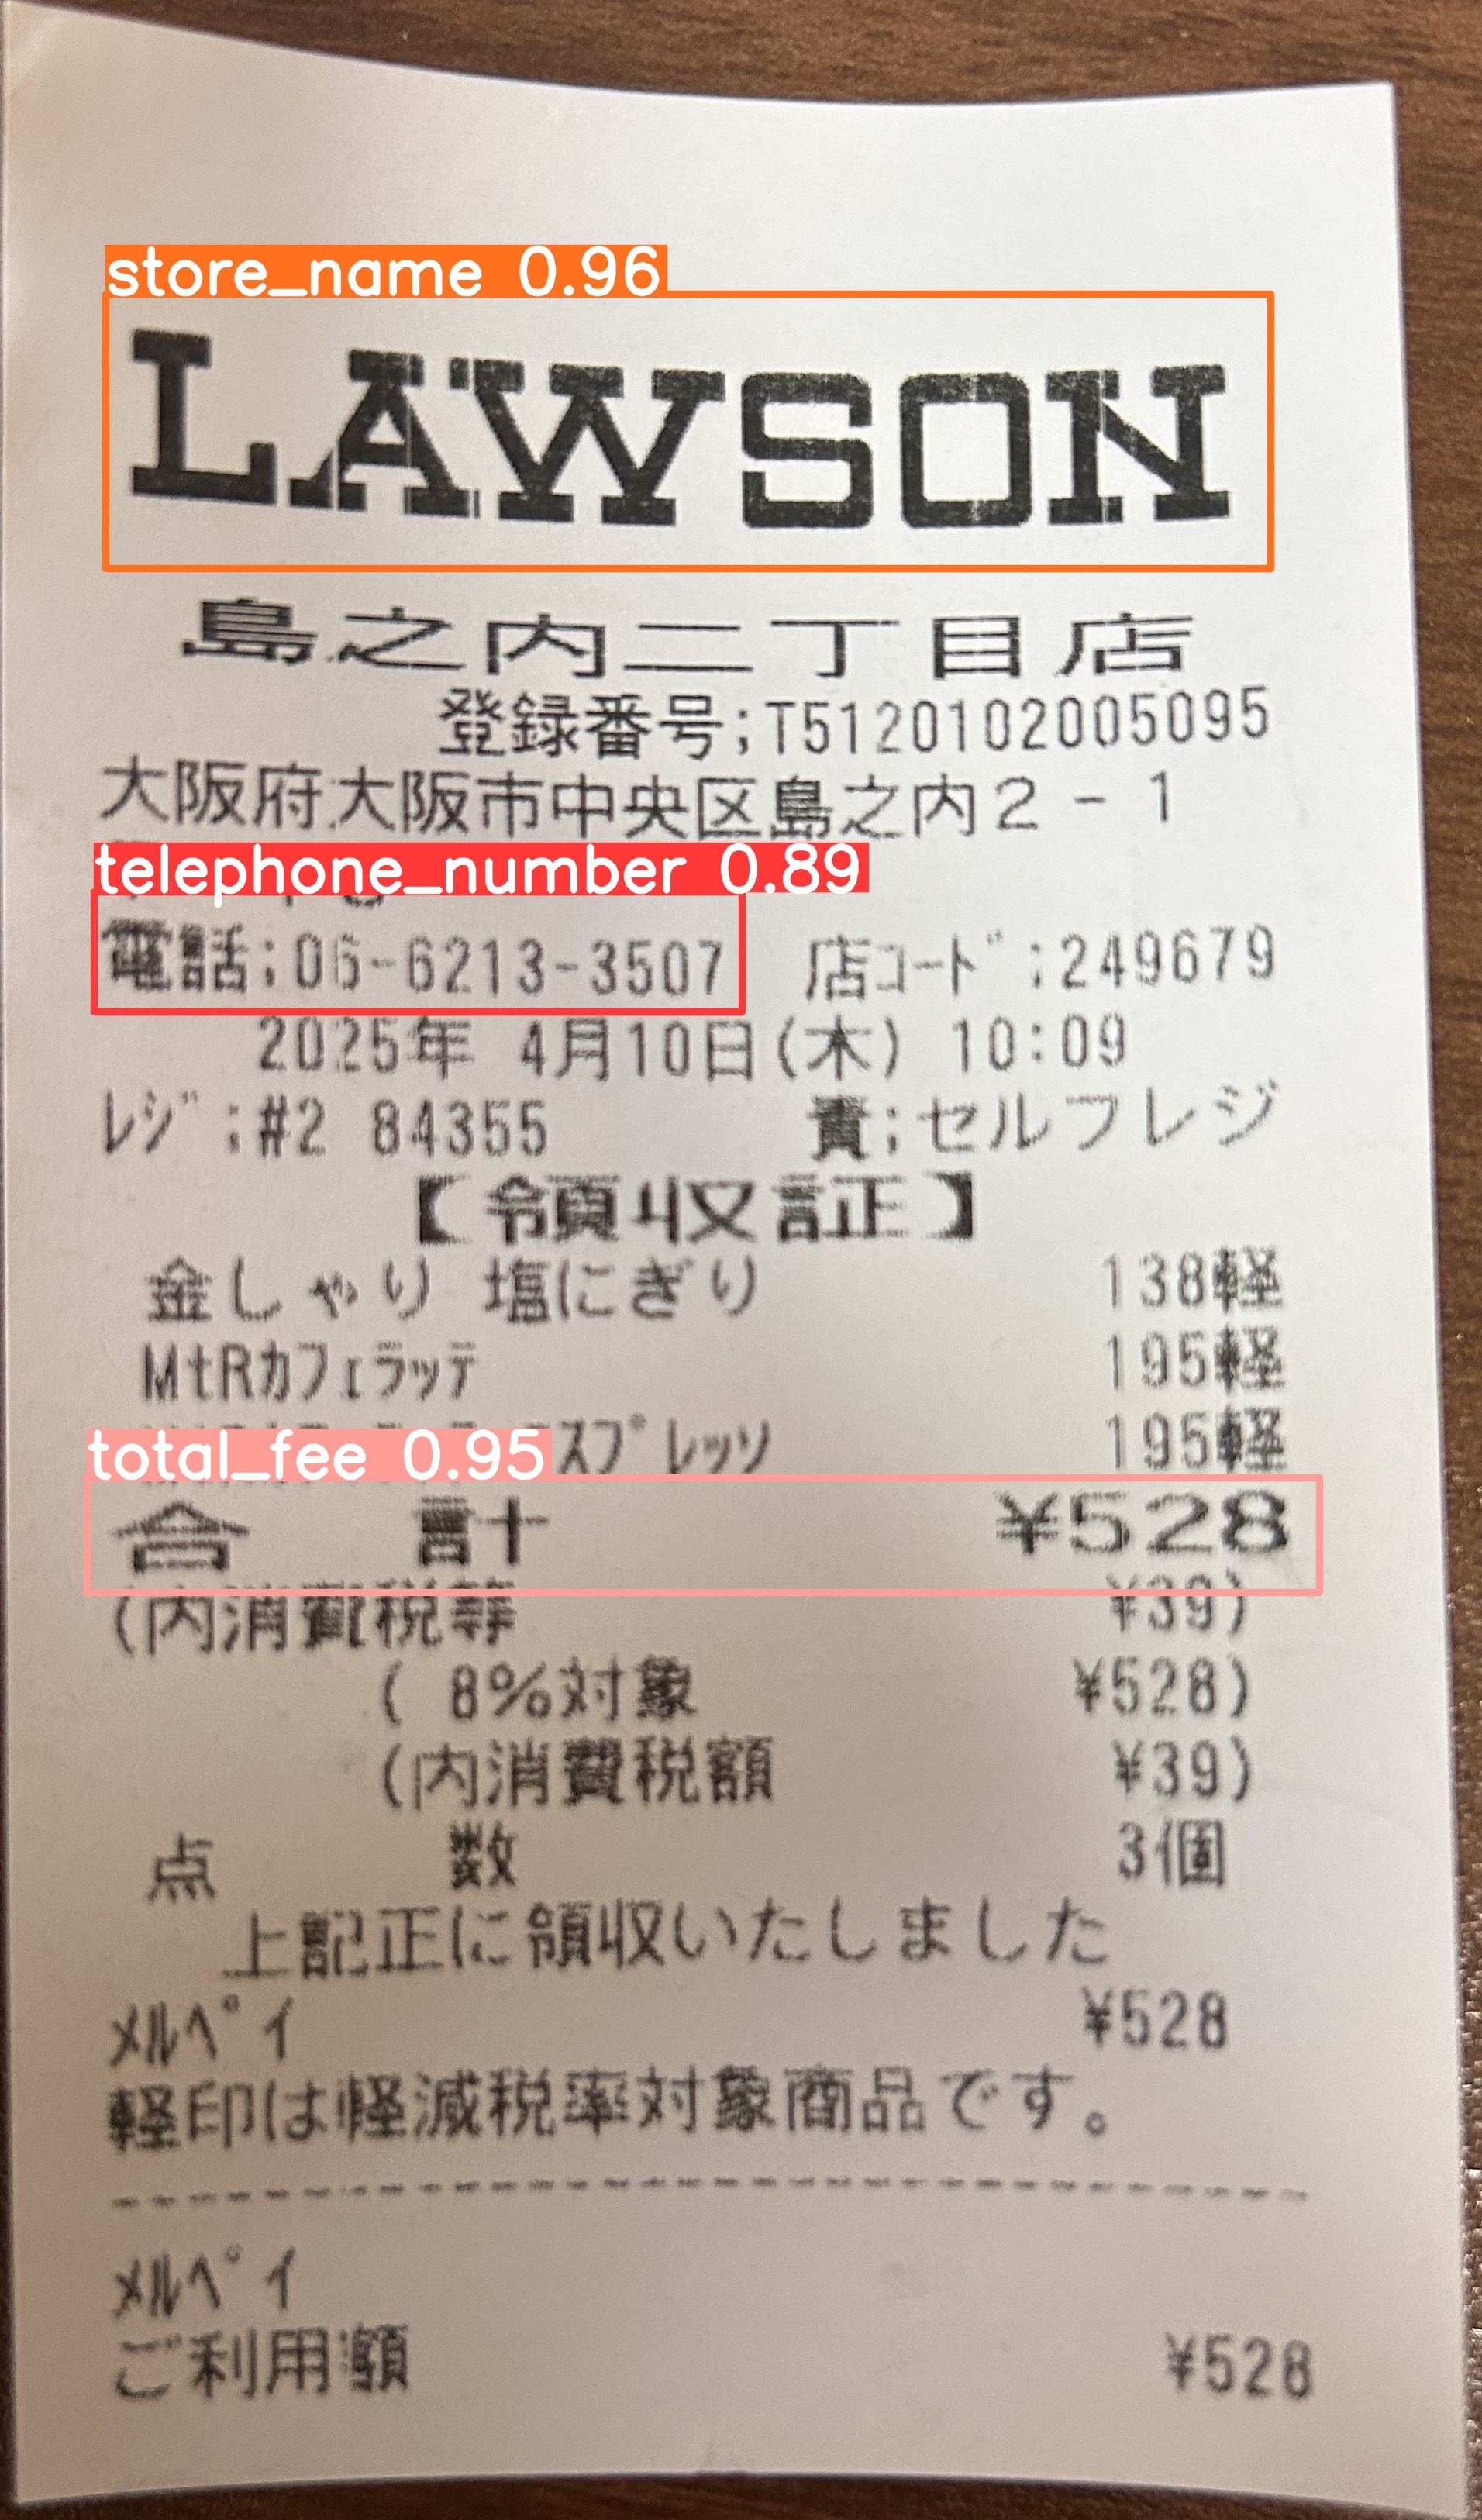 store_name 0.96
LAWSON
島之内二丁目店
登録番号;T5120102005095
大阪府大阪市中央区島之内2-1
telephone_number 0.89
電話;06-6213-3507 店コード;249679
2025年 4月10日(木) 10:09
レジ;#2 84355 責;セルフレジ
【領収証】
金しゃり 塩にぎり 138軽
MtRカフェラッテ 195軽
スプレッソ 195軽
total_fee 0.95
合 計 ¥528
(内消費税等 ¥39)
( 8%対象 ¥528)
(内消費税額 ¥39)
点 数 3個
上記正に領収いたしました
メルペイ ¥528
軽印は軽減税率対象商品です。
メルペイ
ご利用額 ¥528